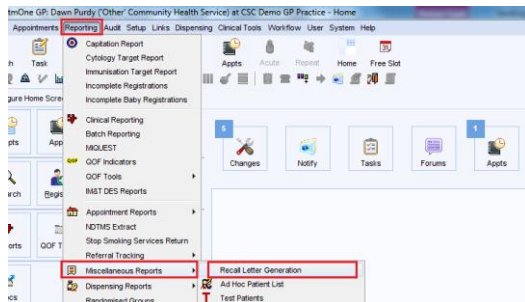 tmOne GP: Dawn Purdy ('Other' Community Health Service) at CSC Demo GP Practice - Home
Appointments Reporting Audit Setup Links Dispensing Clinical Tools Workflow User System Help
Task
Appts Acute Repeat Home Free Slot
Capitation Report
Cytology Target Report
Immunisation Target Report
Incomplete Registrations
Incomplete Baby Registrations
gure Home Scre
Clinical Reporting
Batch Reporting
MIQUEST
QOF Indicators
QOF Tools
IM&T DES Reports
pts App
5
Changes Notify Tasks Forums
1
Appts
rch Regis
Appointment Reports
NDTMS Extract
Stop Smoking Services Return
Referral Tracking
orts QOF T
Miscellaneous Reports
Recall Letter Generation
Dispensing Reports
Ad Hoc Patient List
Randomised Groups
Test Patients